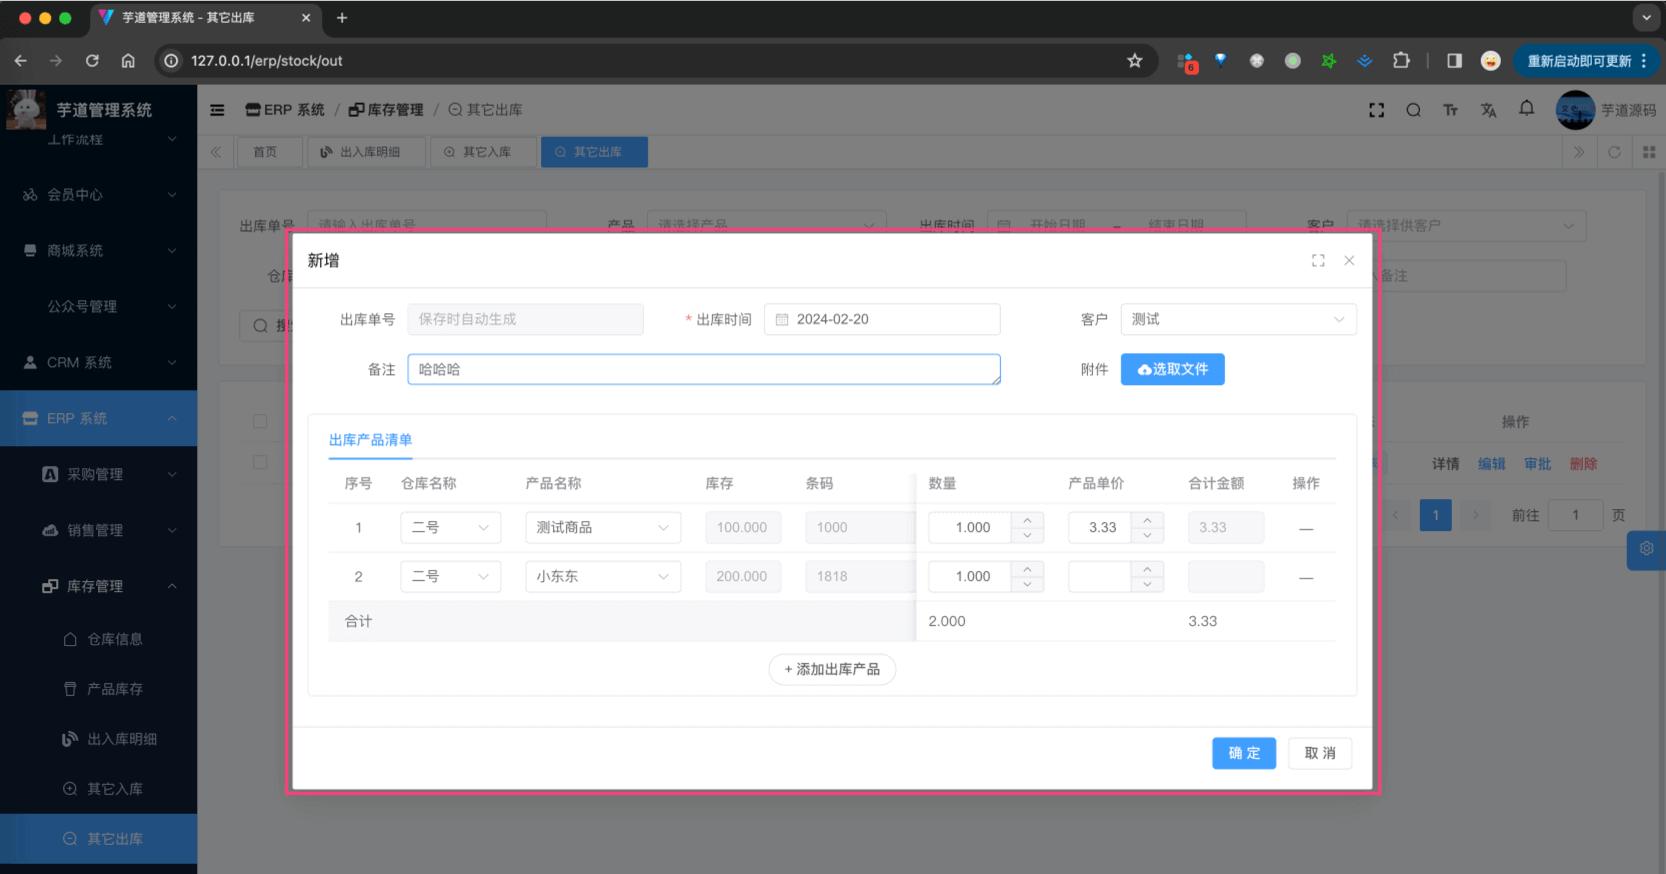 芋道管理系统 - 其它出库
127.0.0.1/erp/stock/out
6
重新启动即可更新
芋道管理系统
ERP 系统 / 库存管理 / 其它出库
芋道源码
首页 出入库明细 其它入库 其它出库
工作流程
会员中心
商城系统
公众号管理
CRM 系统
ERP 系统
采购管理
销售管理
库存管理
仓库信息
产品库存
出入库明细
其它入库
其它出库
出库单号 请输入出库单号 产品 请选择产品 出库时间 开始日期 - 结束日期 客户 请选择供客户
备注
新增
出库单号 保存时自动生成 * 出库时间 2024-02-20 客户 测试
备注 哈哈哈 附件 选取文件
出库产品清单
序号 仓库名称 产品名称 库存 条码 数量 产品单价 合计金额 操作
1 二号 测试商品 100.000 1000 1.000 3.33 3.33 —
2 二号 小东东 200.000 1818 1.000 —
合计 2.000 3.33
+ 添加出库产品
确 定 取 消
操作
详情 编辑 审批 删除
1 前往 1 页